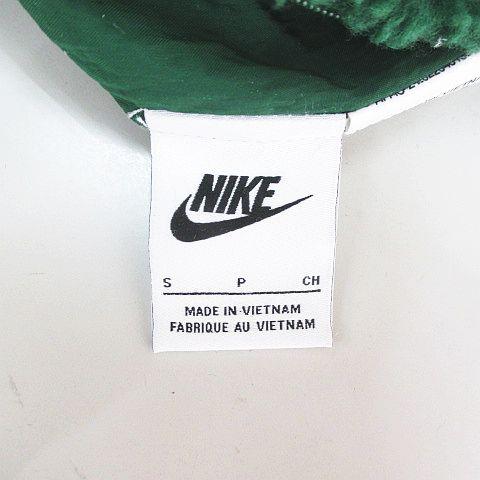 NIKE
S P CH
MADE IN VIETNAM
FABRIQUE AU VIETNAM